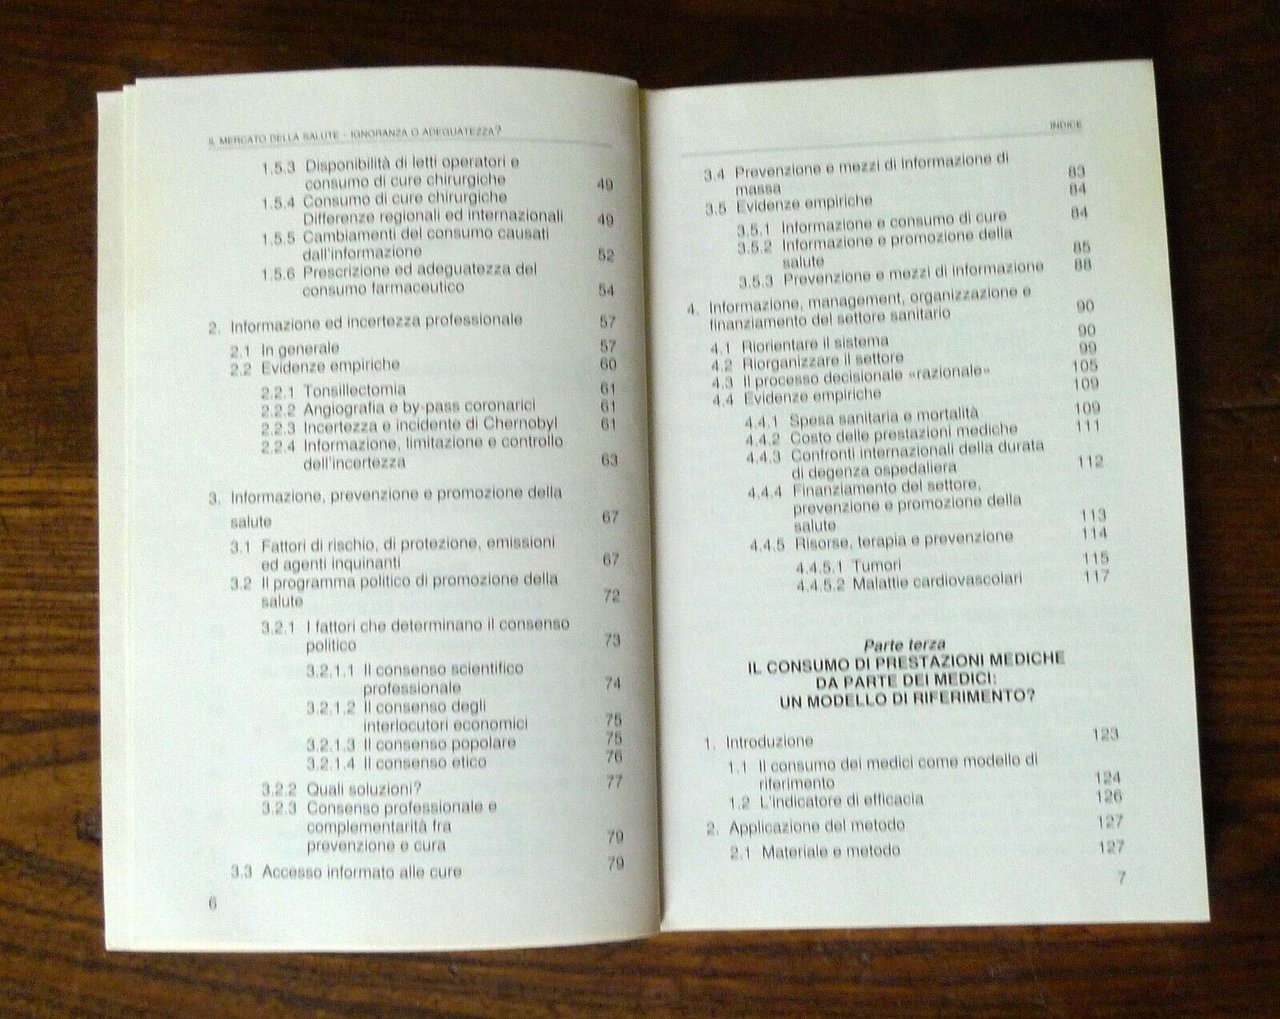 IL MERCATO DELLA SALUTE - IGNORANZA O ADEGUATEZZA?
1.5.3 Disponibilità di letti operatori e
consumo di cure chirurgiche 49
1.5.4 Consumo di cure chirurgiche
Differenze regionali ed internazionali 49
1.5.5 Cambiamenti del consumo causati
dall'informazione 52
1.5.6 Prescrizione ed adeguatezza del
consumo farmaceutico 54
2. Informazione ed incertezza professionale 57
2.1 In generale 57
2.2 Evidenze empiriche 60
2.2.1 Tonsillectomia 61
2.2.2 Angiografia e by-pass coronarici 61
2.2.3 Incertezza e incidente di Chernobyl 61
2.2.4 Informazione, limitazione e controllo
dell'incertezza 63
3. Informazione, prevenzione e promozione della
salute 67
3.1 Fattori di rischio, di protezione, emissioni
ed agenti inquinanti 67
3.2 Il programma politico di promozione della
salute 72
3.2.1 I fattori che determinano il consenso
politico 73
3.2.1.1 Il consenso scientifico
professionale 74
3.2.1.2 Il consenso degli
interlocutori economici 75
3.2.1.3 Il consenso popolare 75
3.2.1.4 Il consenso etico 76
3.2.2 Quali soluzioni? 77
3.2.3 Consenso professionale e
complementarità fra
prevenzione e cura 79
3.3 Accesso informato alle cure 79
6
INDICE
3.4 Prevenzione e mezzi di informazione di
massa 83
3.5 Evidenze empiriche 84
3.5.1 Informazione e consumo di cure 84
3.5.2 Informazione e promozione della
salute 85
3.5.3 Prevenzione e mezzi di informazione 88
4. Informazione, management, organizzazione e
finanziamento del settore sanitario 90
4.1 Riorientare il sistema 90
4.2 Riorganizzare il settore 99
4.3 Il processo decisionale «razionale» 105
4.4 Evidenze empiriche 109
4.4.1 Spesa sanitaria e mortalità 109
4.4.2 Costo delle prestazioni mediche 111
4.4.3 Confronti internazionali della durata
di degenza ospedaliera 112
4.4.4 Finanziamento del settore,
prevenzione e promozione della
salute 113
4.4.5 Risorse, terapia e prevenzione 114
4.4.5.1 Tumori 115
4.4.5.2 Malattie cardiovascolari 117
Parte terza
IL CONSUMO DI PRESTAZIONI MEDICHE
DA PARTE DEI MEDICI:
UN MODELLO DI RIFERIMENTO?
1. Introduzione 123
1.1 Il consumo dei medici come modello di
riferimento 124
1.2 L'indicatore di efficacia 126
2. Applicazione del metodo 127
2.1 Materiale e metodo 127
7